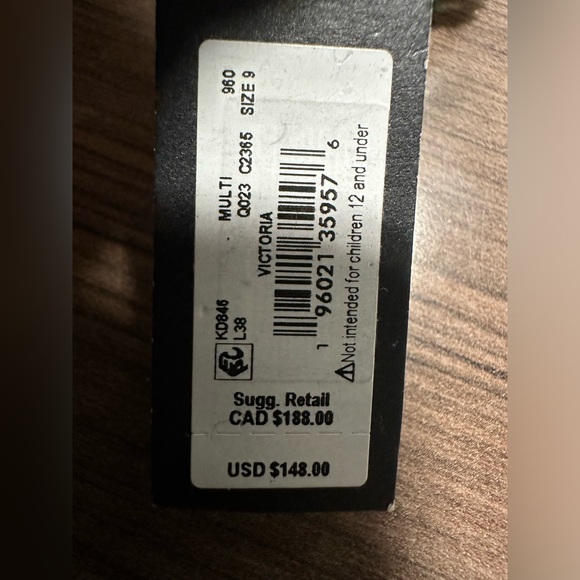 KD846 MULTI 960
L38 Q023 C2365 SIZE 9
VICTORIA
1 96021 35957 6
⚠Not intended for children 12 and under
Sugg. Retail
CAD $188.00
USD $148.00